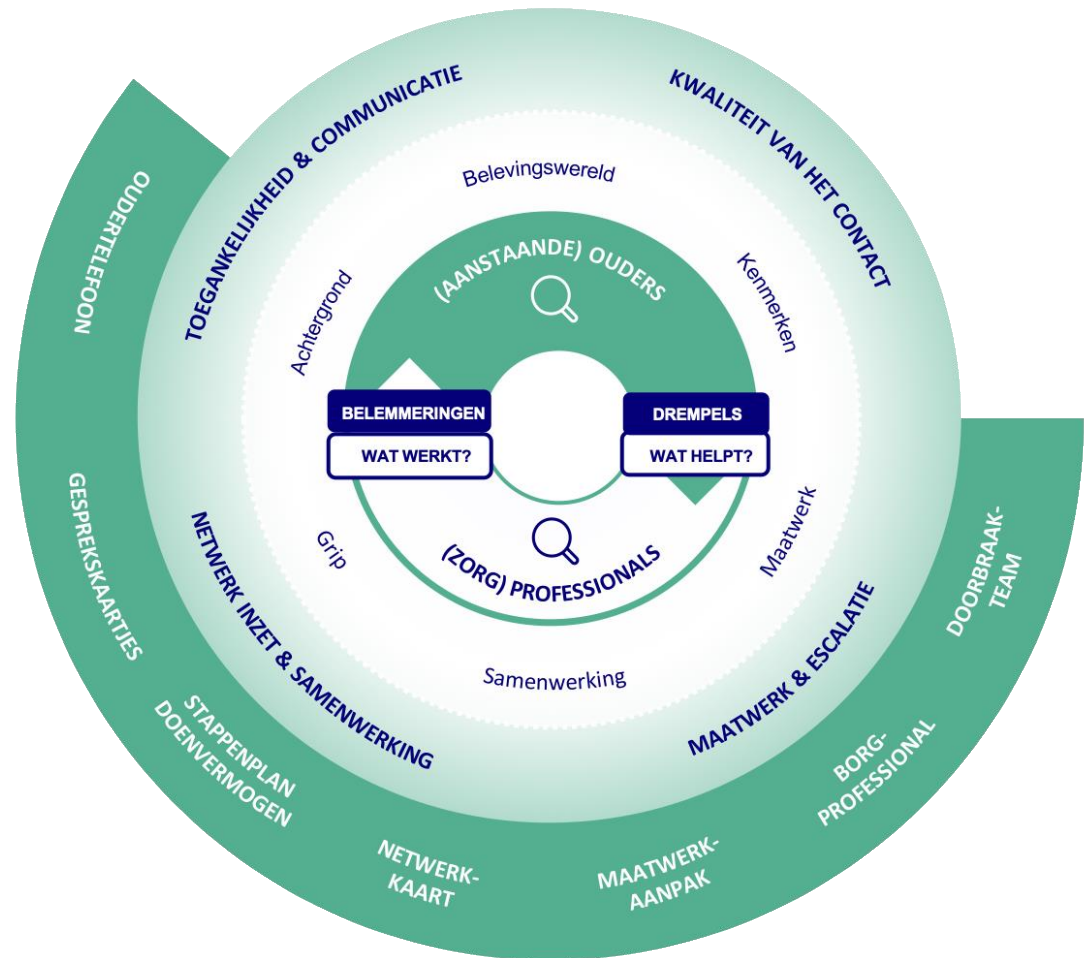 TOEGANKELIJKHEID & COMMUNICATIE
KWALITEIT VAN HET CONTACT
NETWERK INZET & SAMENWERKING
MAATWERK & ESCALATIE
Belevingswereld
Achtergrond
Kenmerken
Grip
Maatwerk
Samenwerking
(AANSTAANDE) OUDERS
BELEMMERINGEN
WAT WERKT?
DREMPELS
WAT HELPT?
(ZORG) PROFESSIONALS
OUDERTELEFOON
GESPREKSKAARTJES
STAPPENPLAN
DOENVERMOGEN
NETWERK-
KAART
MAATWERK-
AANPAK
BORG-
PROFESSIONAL
DOORBRAAK-
TEAM